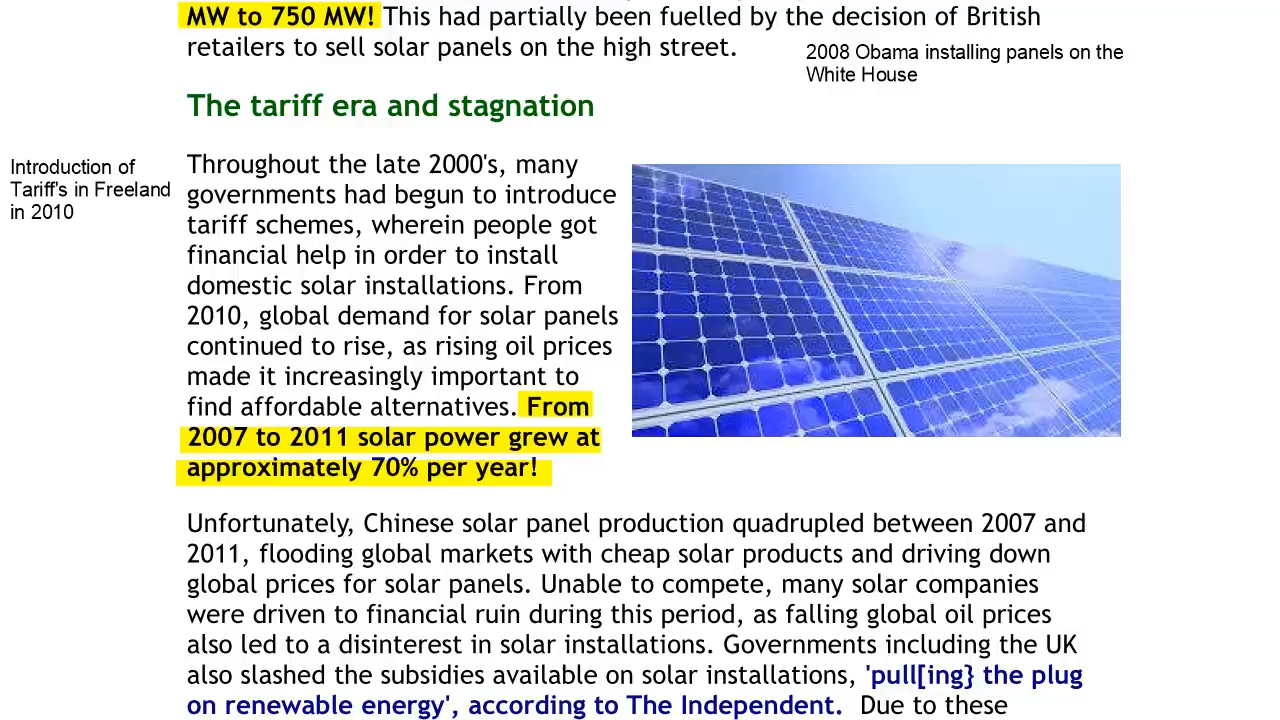 MW to 750 MW! This had partially been fuelled by the decision of British
retailers to sell solar panels on the high street.
2008 Obama installing panels on the
White House
The tariff era and stagnation
Introduction of
Tariff's in Freeland
in 2010
Throughout the late 2000's, many
governments had begun to introduce
tariff schemes, wherein people got
financial help in order to install
domestic solar installations. From
2010, global demand for solar panels
continued to rise, as rising oil prices
made it increasingly important to
find affordable alternatives. From
2007 to 2011 solar power grew at
approximately 70% per year!
Unfortunately, Chinese solar panel production quadrupled between 2007 and
2011, flooding global markets with cheap solar products and driving down
global prices for solar panels. Unable to compete, many solar companies
were driven to financial ruin during this period, as falling global oil prices
also led to a disinterest in solar installations. Governments including the UK
also slashed the subsidies available on solar installations, 'pull[ing} the plug
on renewable energy', according to The Independent. Due to these